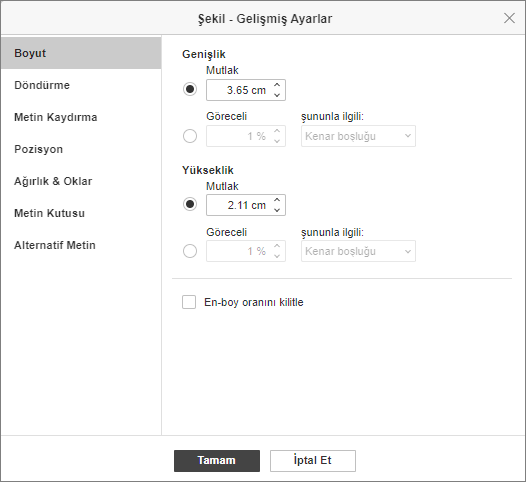 Şekil - Gelişmiş Ayarlar
Boyut
Döndürme
Metin Kaydırma
Pozisyon
Ağırlık & Oklar
Metin Kutusu
Alternatif Metin
Genişlik
Mutlak
3.65 cm
Göreceli şununla ilgili:
1 % Kenar boşluğu
Yükseklik
Mutlak
2.11 cm
Göreceli şununla ilgili:
1 % Kenar boşluğu
En-boy oranını kilitle
Tamam İptal Et